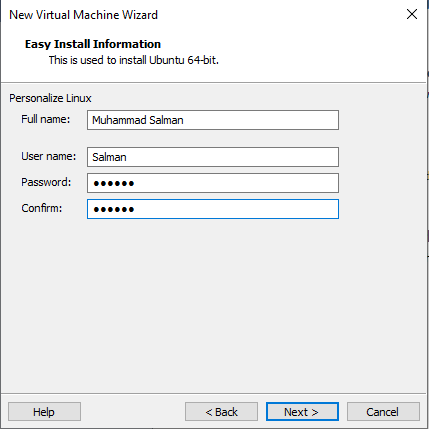 New Virtual Machine Wizard
Easy Install Information
This is used to install Ubuntu 64-bit.
Personalize Linux
Full name: Muhammad Salman
User name: Salman
Password: ●●●●●●
Confirm: ●●●●●●
Help < Back Next > Cancel